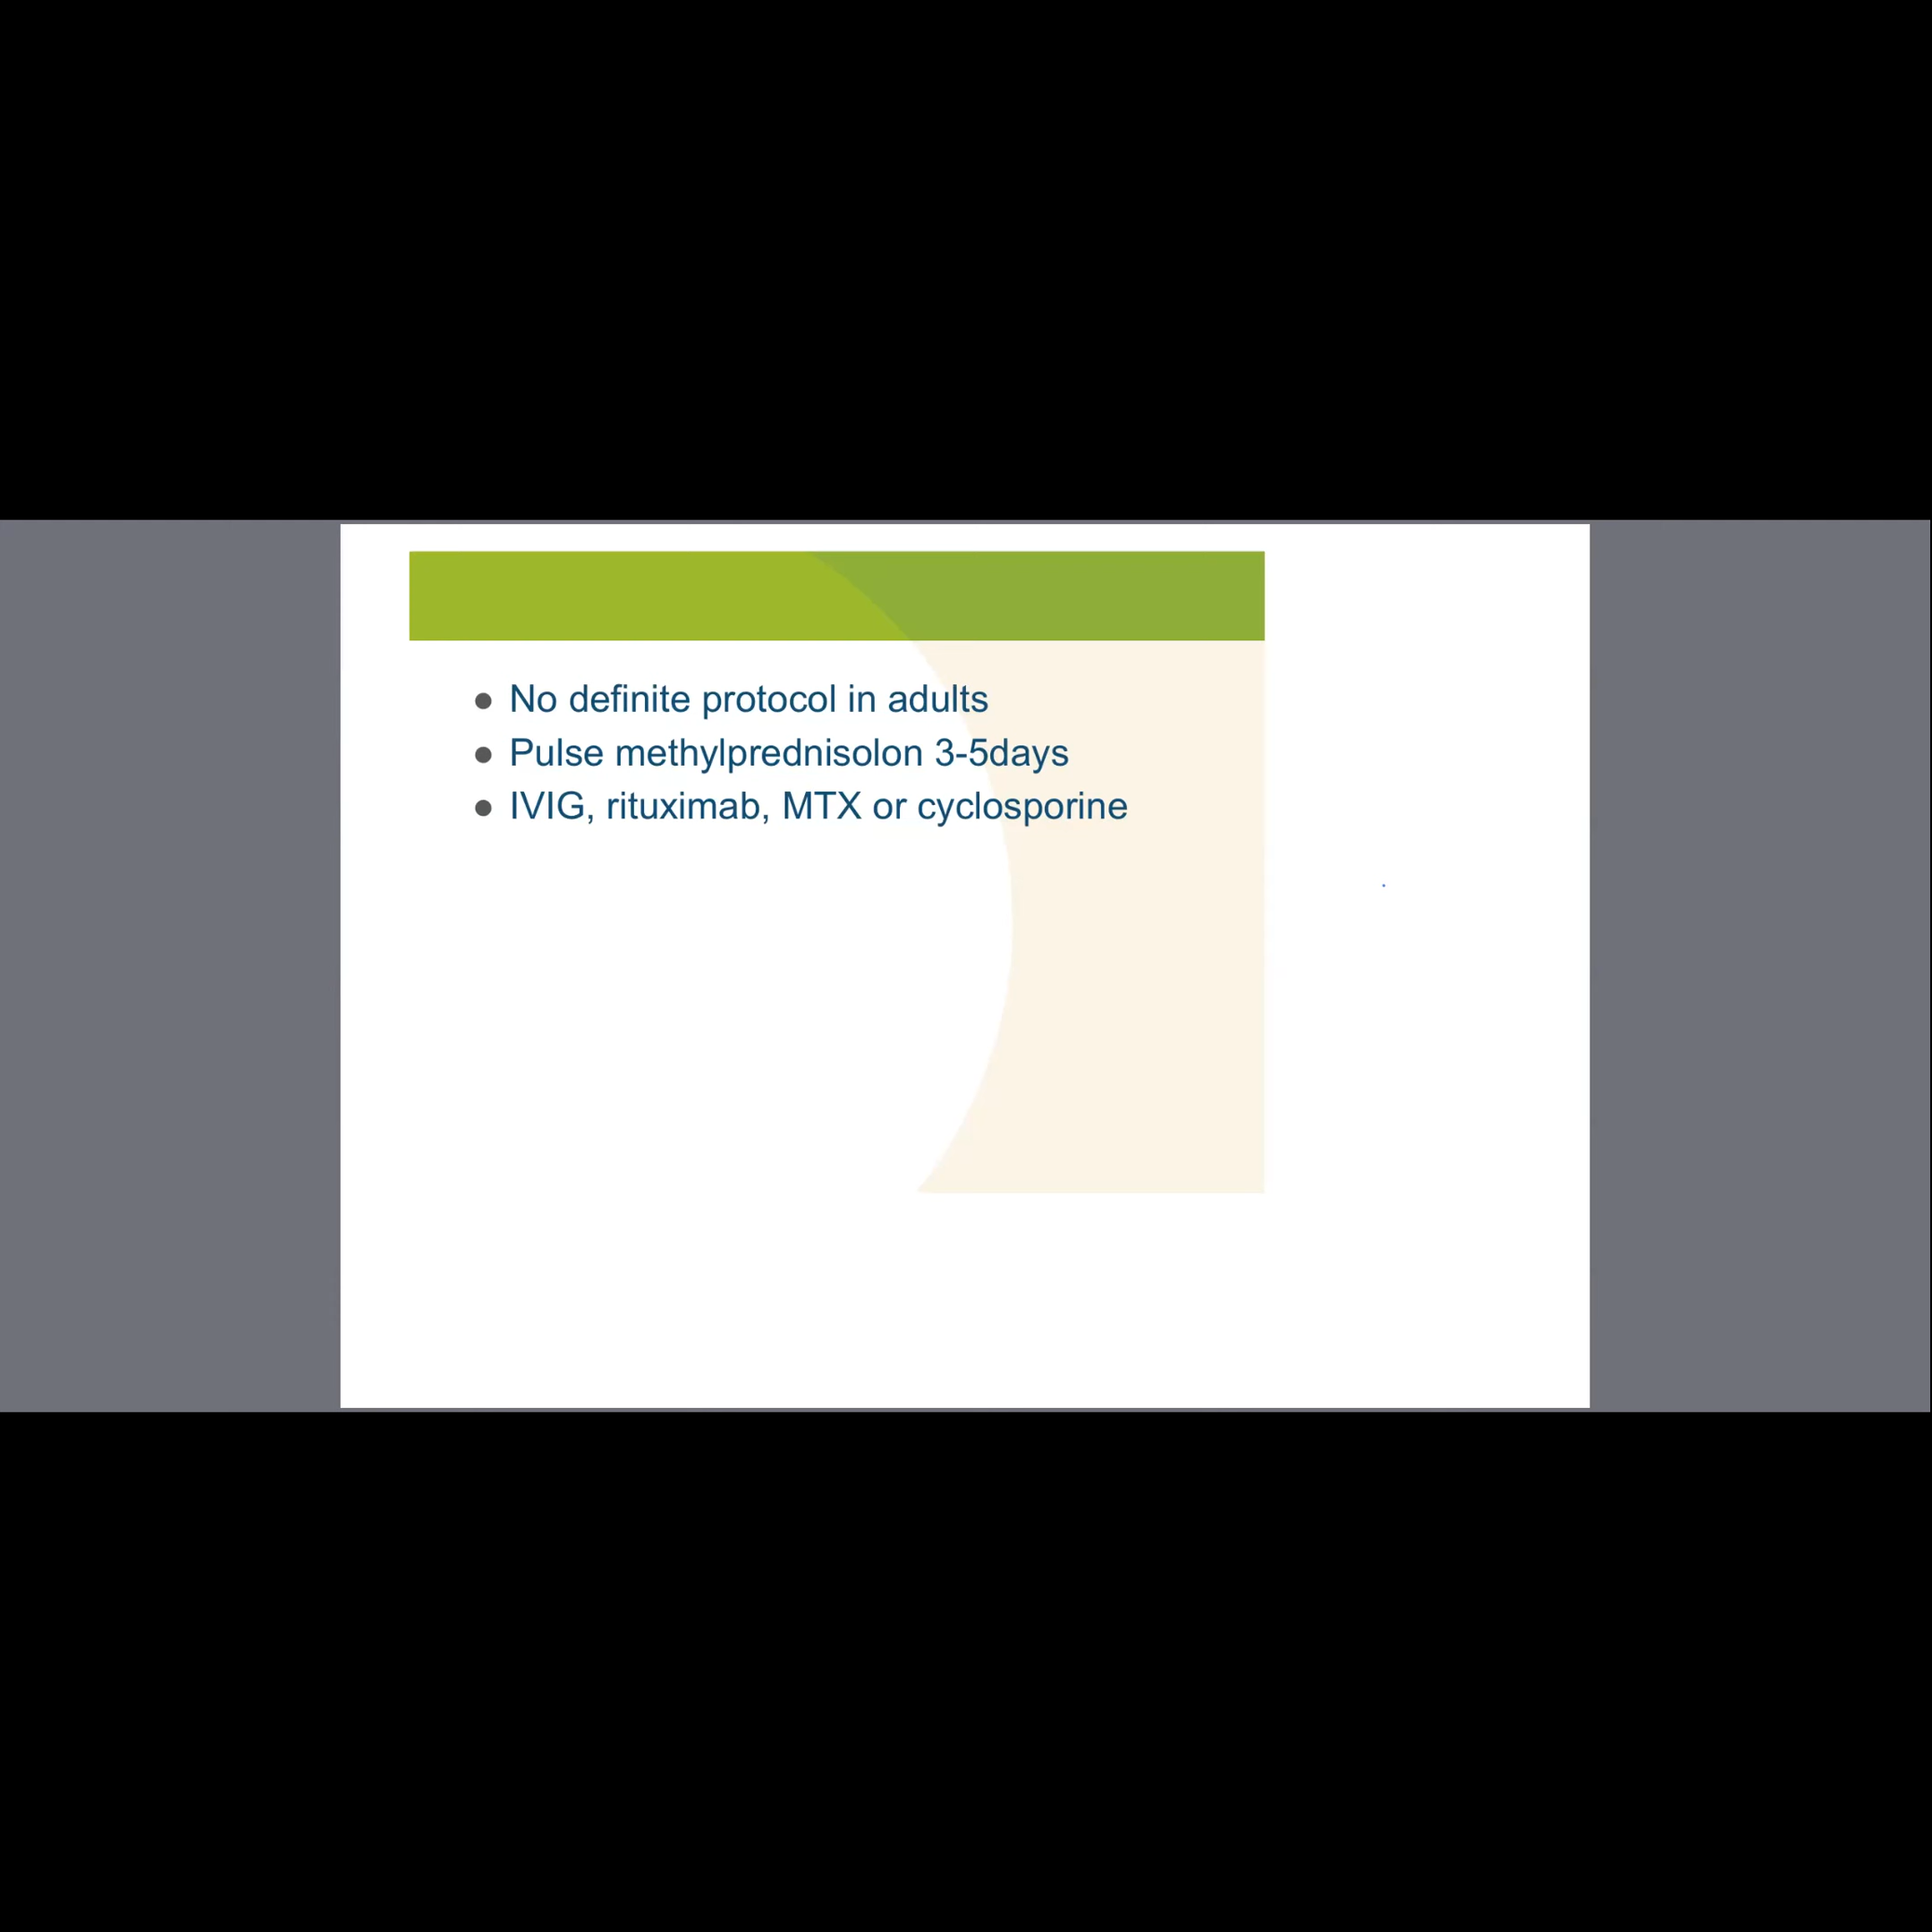 No definite protocol in adults
Pulse methylprednisolon 3-5days
IVIG, rituximab, MTX or cyclosporine